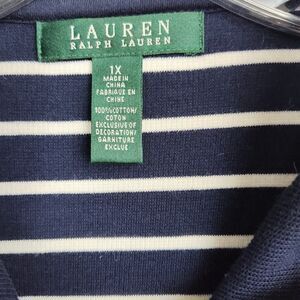 LAUREN
RALPH LAUREN
1X
MADE IN
CHINA
FABRIQUÉ EN
CHINE
100%COTTON/
COTON
EXCLUSIVE OF
DECORATION/
GARNITURE
EXCLUE